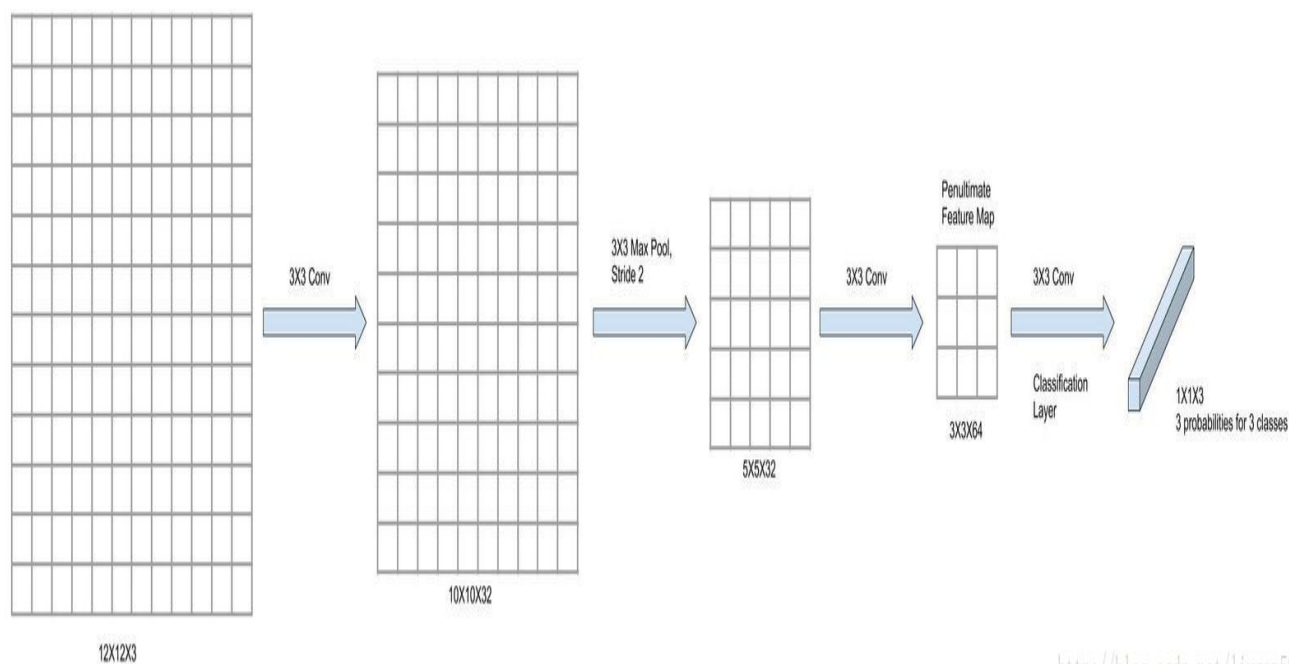 12X12X3
3X3 Conv
10X10X32
3X3 Max Pool,
Stride 2
5X5X32
3X3 Conv
Penultimate
Feature Map
3X3X64
3X3 Conv
Classification
Layer
1X1X3
3 probabilities for 3 classes